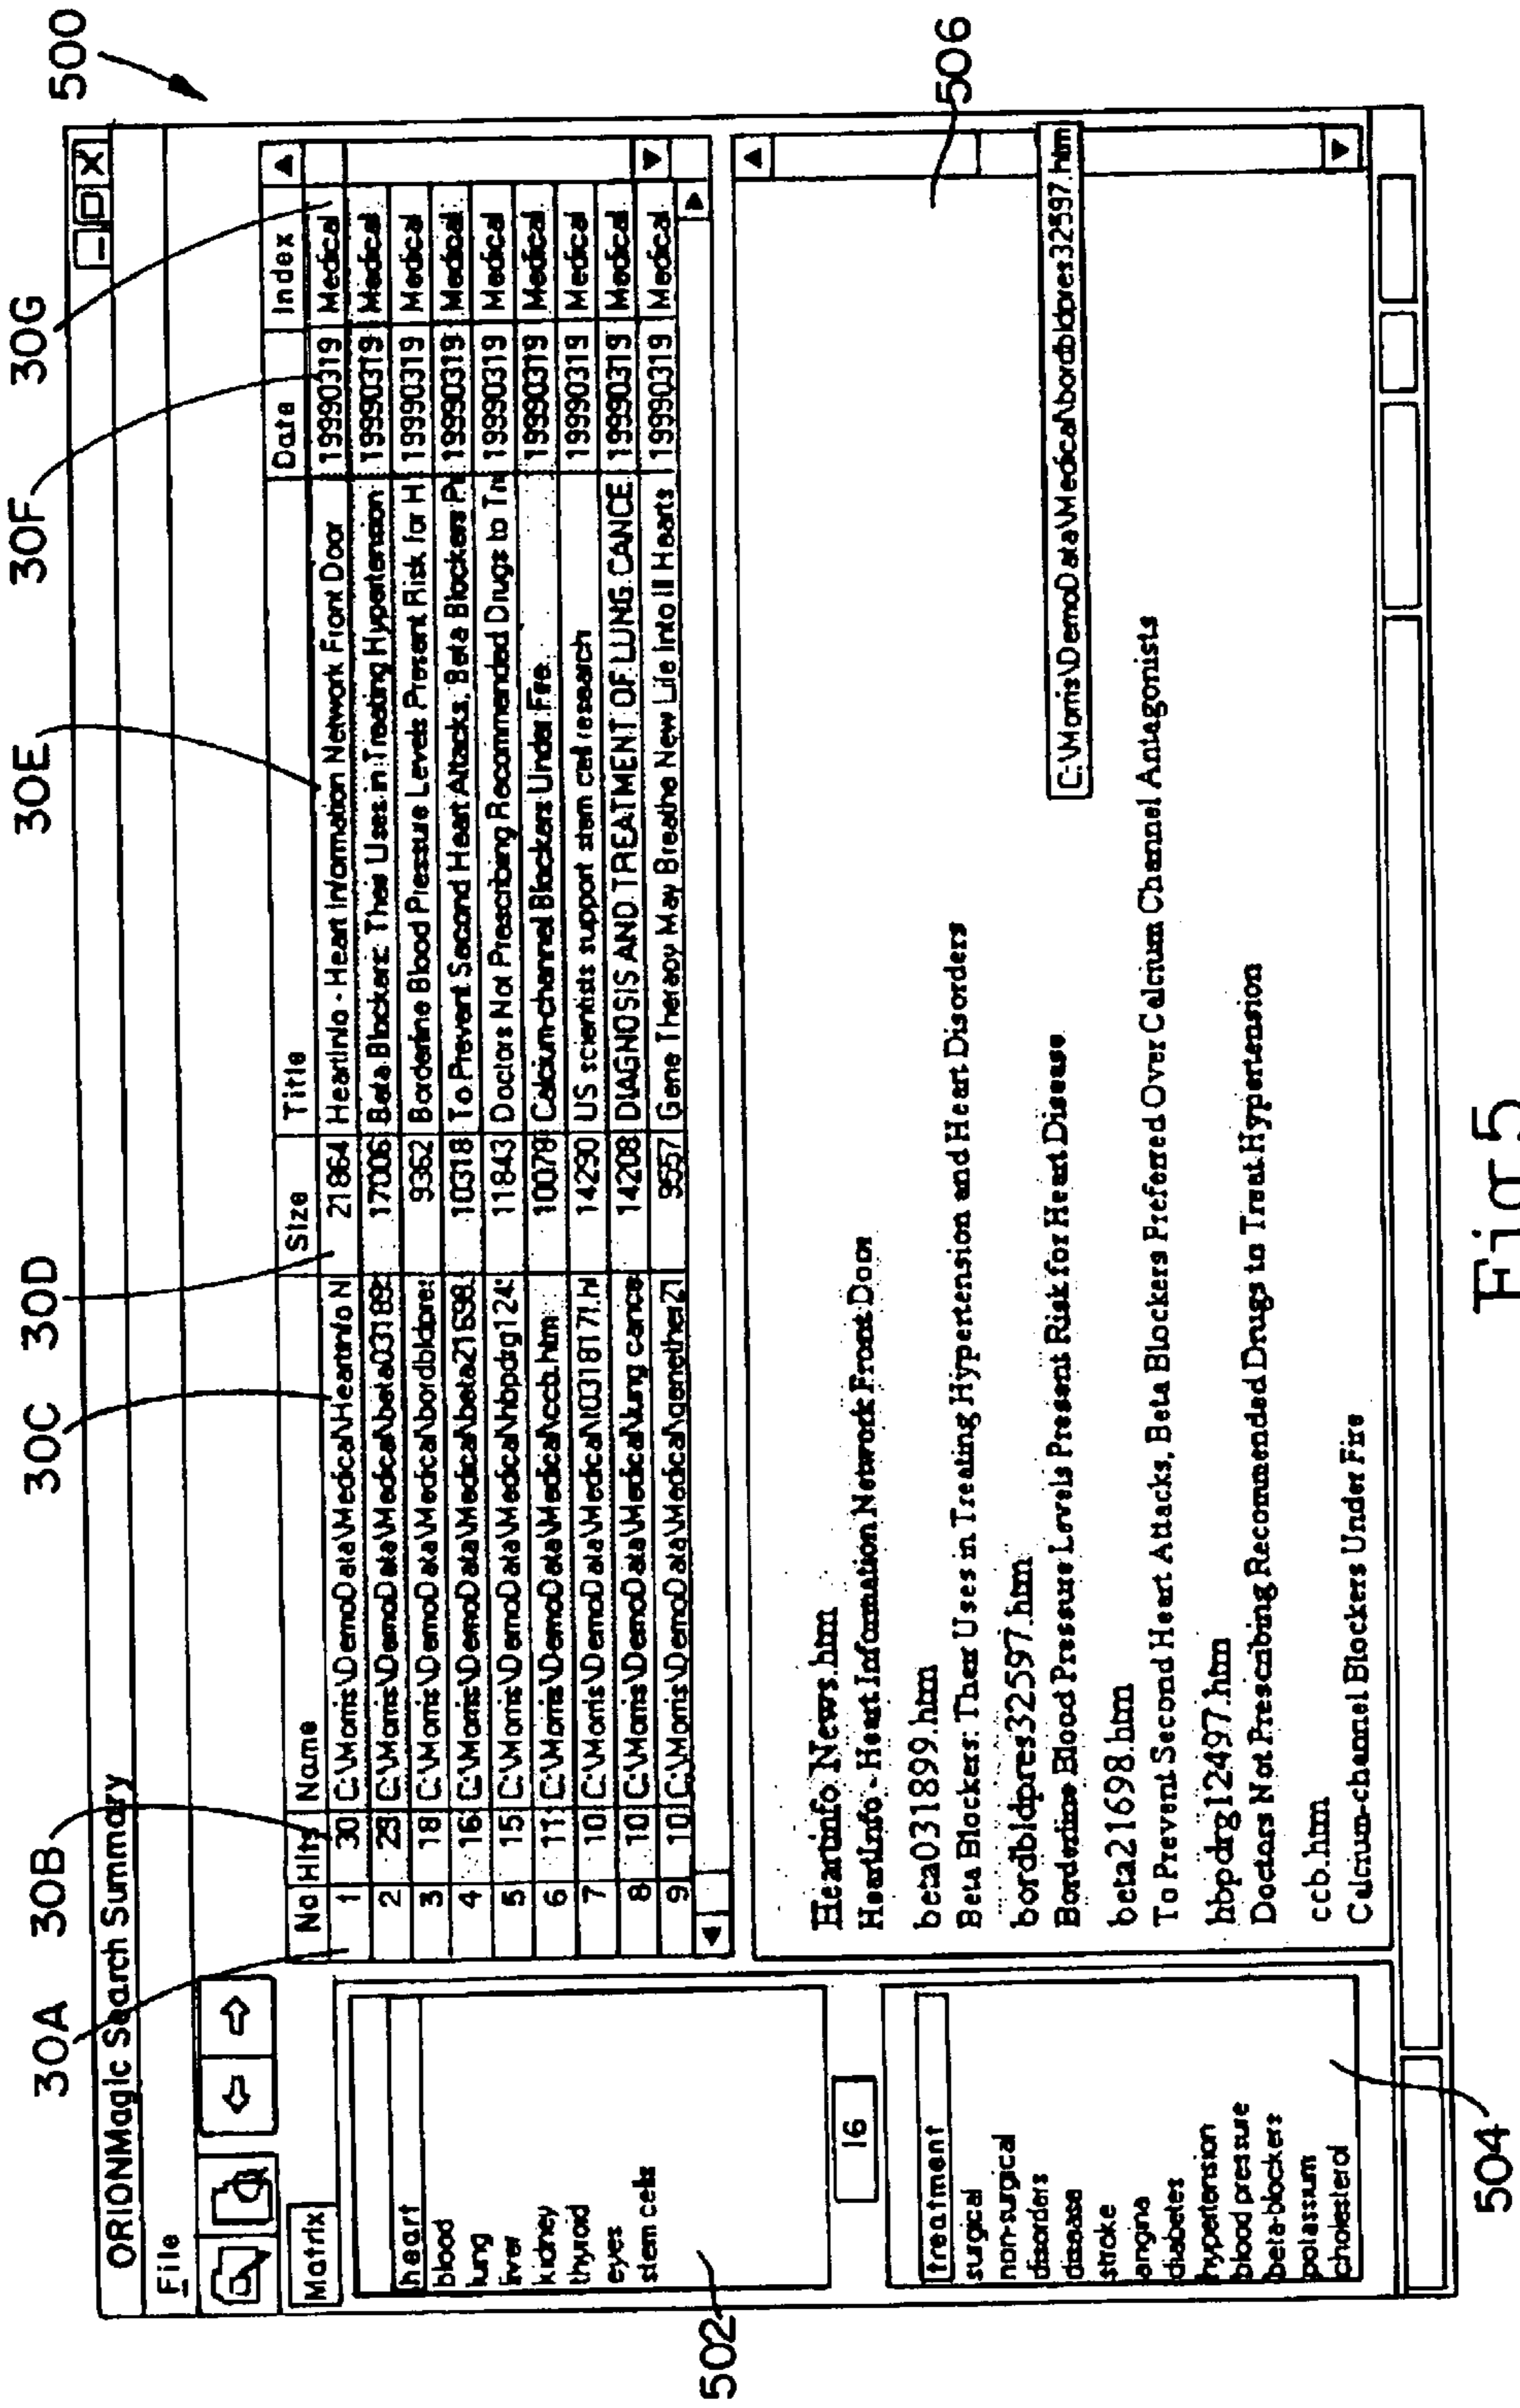 500
30A 30B 30C 30D 30E 30F 30G
ORIONMagic Search Summary
File
Matrix
No Hits Name Size Title Date Index
1 30 C:\Morris\DemoData\Medical\HeartInfo N 21864 HeartInfo - Heart Information Network Front Door 19990319 Medical
2 29 C:\Morris\DemoData\Medical\beta03189 17006 Beta Blockers: Their Uses in Treating Hypertension 19990319 Medical
3 18 C:\Morris\DemoData\Medical\bordbldpres 9362 Borderline Blood Pressure Levels Present Risk for H 19990319 Medical
4 16 C:\Morris\DemoData\Medical\beta21698. 10318 To Prevent Second Heart Attacks, Beta Blockers Pr 19990319 Medical
5 15 C:\Morris\DemoData\Medical\hbpdrg124 11843 Doctors Not Prescribing Recommended Drugs to Tre 19990319 Medical
6 11 C:\Morris\DemoData\Medical\ccb.htm 10078 Calcium-channel Blockers Under Fire 19990319 Medical
7 10 C:\Morris\DemoData\Medical\l0318171.h 14290 US scientists support stem cell research 19990319 Medical
8 10 C:\Morris\DemoData\Medical\lung cance 14208 DIAGNOSIS AND TREATMENT OF LUNG CANCE 19990319 Medical
9 10 C:\Morris\DemoData\Medical\genether21 9557 Gene Therapy May Breathe New Life into Ill Hearts 19990319 Medical
heart
blood
lung
liver
kidney
thyroid
eyes
stem cells
502
16
treatment
surgical
non-surgical
disorders
disease
stroke
angina
diabetes
hypertension
blood pressure
beta-blockers
potassium
cholesterol
504
Heartinfo News.htm
HeartInfo - Heart Information Network Front Door
beta031899.htm
Beta Blockers: Their Uses in Treating Hypertension and Heart Disorders
bordbldpres32597.htm
Borderline Blood Pressure Levels Present Risk for Heart Disease
C:\Morris\DemoData\Medical\bordbldpres32597.htm
beta21698.htm
To Prevent Second Heart Attacks, Beta Blockers Preferred Over Calcium Channel Antagonists
hbpdrg12497.htm
Doctors Not Prescribing Recommended Drugs to Treat Hypertension
ccb.htm
Calcium-channel Blockers Under Fire
506
Fig.5